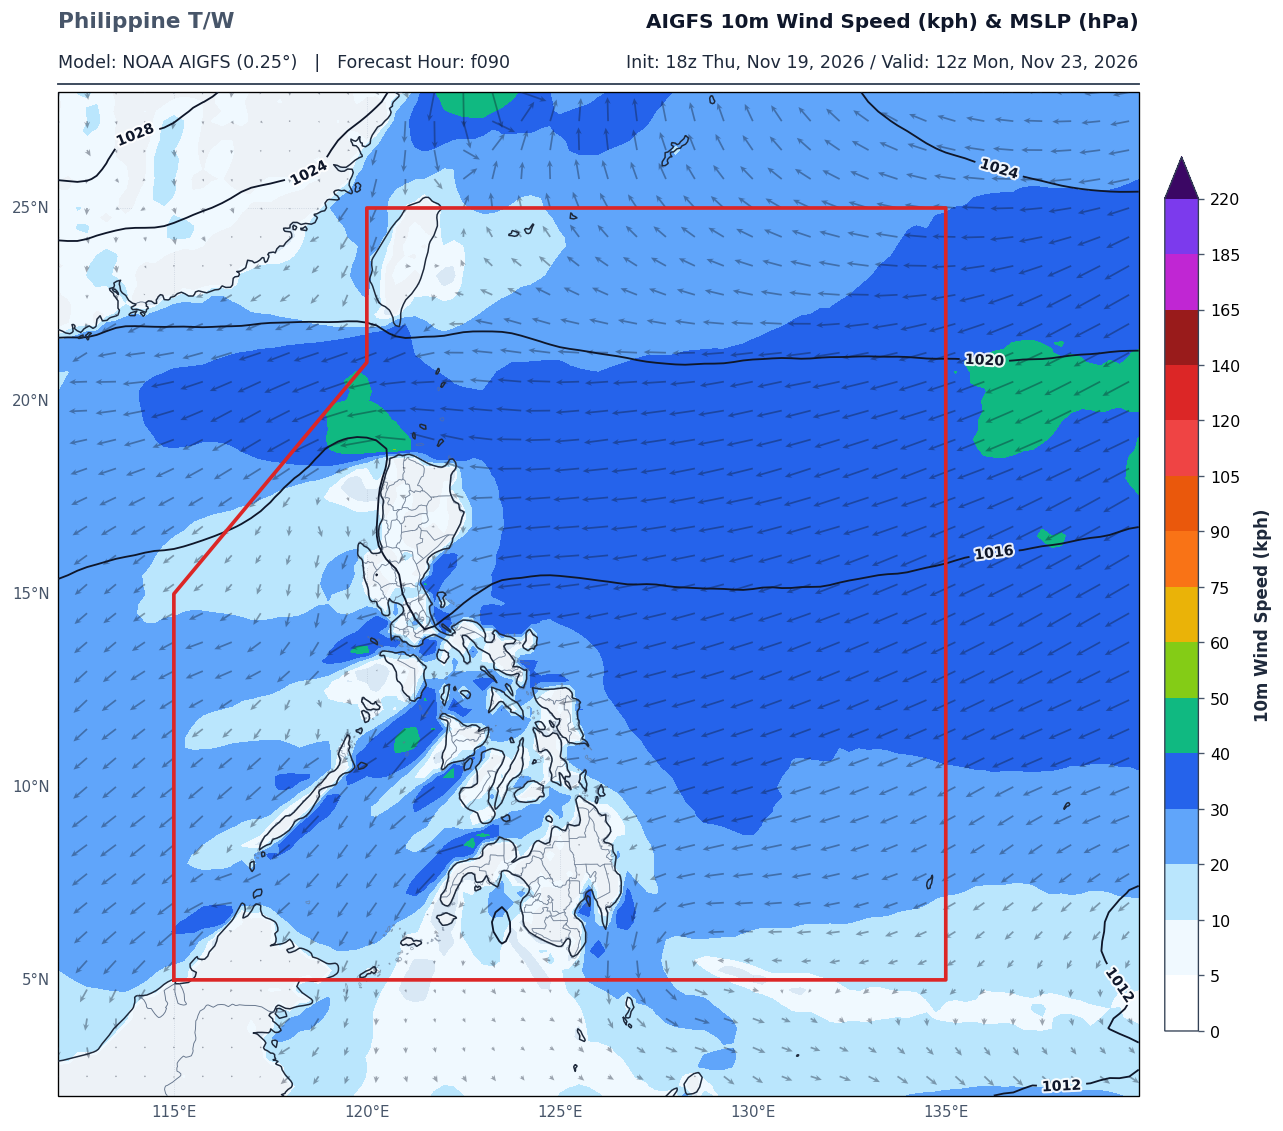 Philippine T/W
AIGFS 10m Wind Speed (kph) & MSLP (hPa)
Model: NOAA AIGFS (0.25°)   |   Forecast Hour: f090
Init: 18z Thu, Nov 19, 2026 / Valid: 12z Mon, Nov 23, 2026
1028
1024
1024
25°N
1020
20°N
1016
15°N
10°N
5°N
1012
1012
115°E
120°E
125°E
130°E
135°E
220
185
165
140
120
105
90
75
60
50
40
30
20
10
5
0
10m Wind Speed (kph)